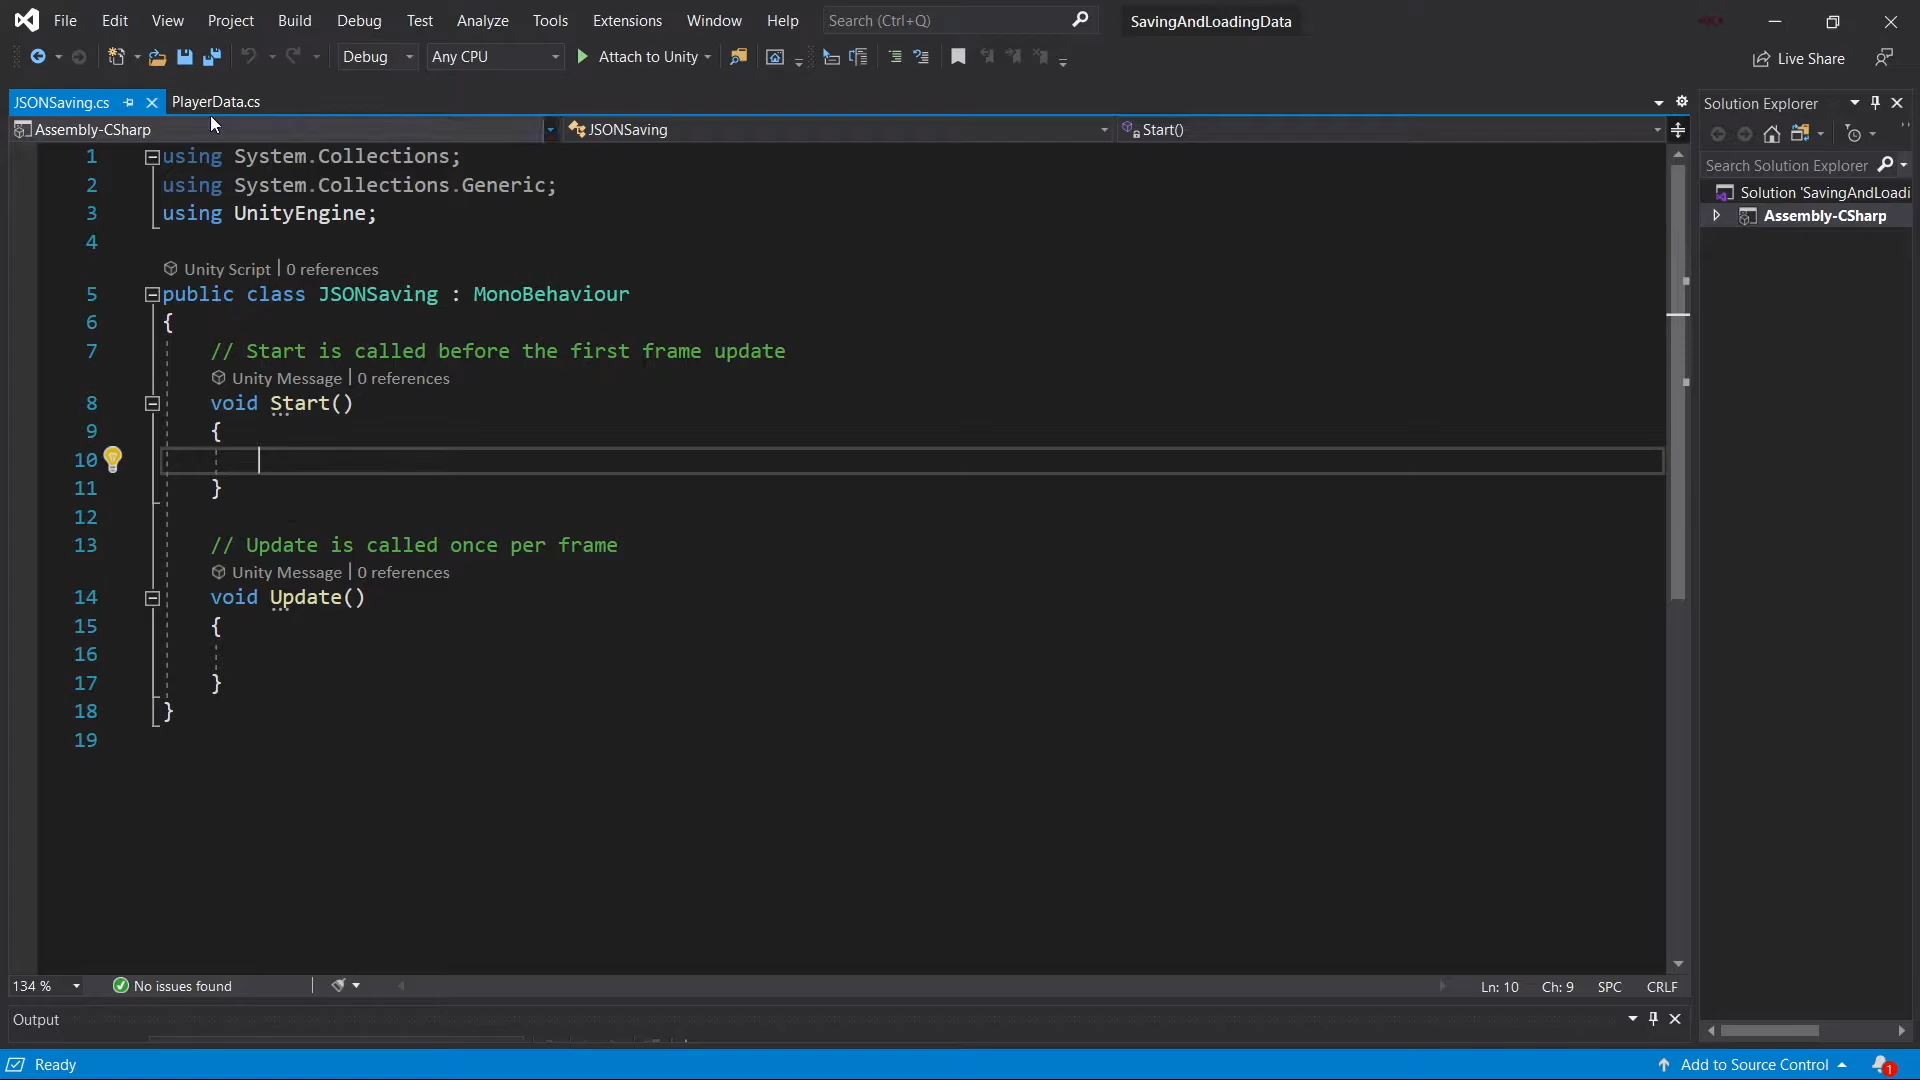 File Edit View Project Build Debug Test Analyze Tools Extensions Window Help Search (Ctrl+Q) SavingAndLoadingData
Debug Any CPU Attach to Unity Live Share
JSONSaving.cs PlayerData.cs
Assembly-CSharp JSONSaving Start()
1 using System.Collections;
2 using System.Collections.Generic;
3 using UnityEngine;
4
Unity Script | 0 references
5 public class JSONSaving : MonoBehaviour
6 {
7 // Start is called before the first frame update
Unity Message | 0 references
8 void Start()
9 {
10
11 }
12
13 // Update is called once per frame
Unity Message | 0 references
14 void Update()
15 {
16
17 }
18 }
19
Solution Explorer
Search Solution Explorer
Solution 'SavingAndLoadi
Assembly-CSharp
134 % No issues found Ln: 10 Ch: 9 SPC CRLF
Output
Ready Add to Source Control 1